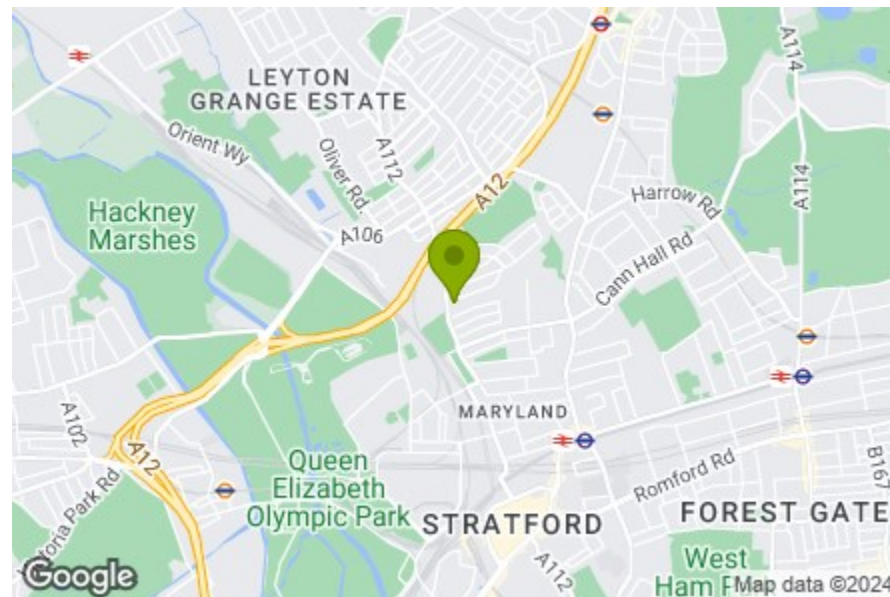 A114
LEYTON
GRANGE ESTATE
Orient Wy
Oliver Rd.
A112
A12
A114
Harrow Rd
Hackney
Marshes
A106
Cann Hall Rd
MARYLAND
A102
A12
Victoria Park Rd
Queen
Elizabeth
Olympic Park
STRATFORD
Romford Rd
B167
FOREST GATE
A112
West
Ham
Google
Map data ©2024